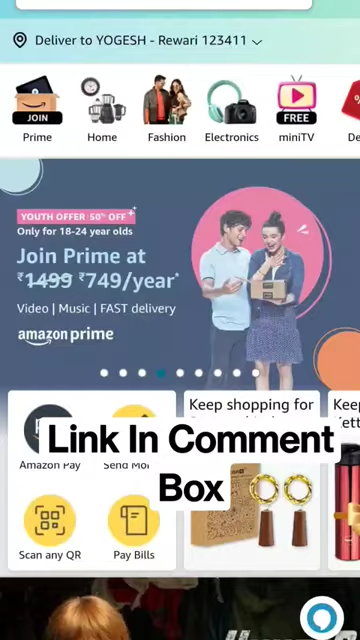 Deliver to YOGESH - Rewari 123411
JOIN
FREE
Prime
Home
Fashion
Electronics
miniTV
YOUTH OFFER 50% OFF
Only for 18-24 year olds
Join Prime at
₹1499 ₹749/year*
Video | Music | FAST delivery
amazon prime
Keep shopping for
Keep
Amazon Pay
Link In Comment
Box
Scan any QR
Pay Bills